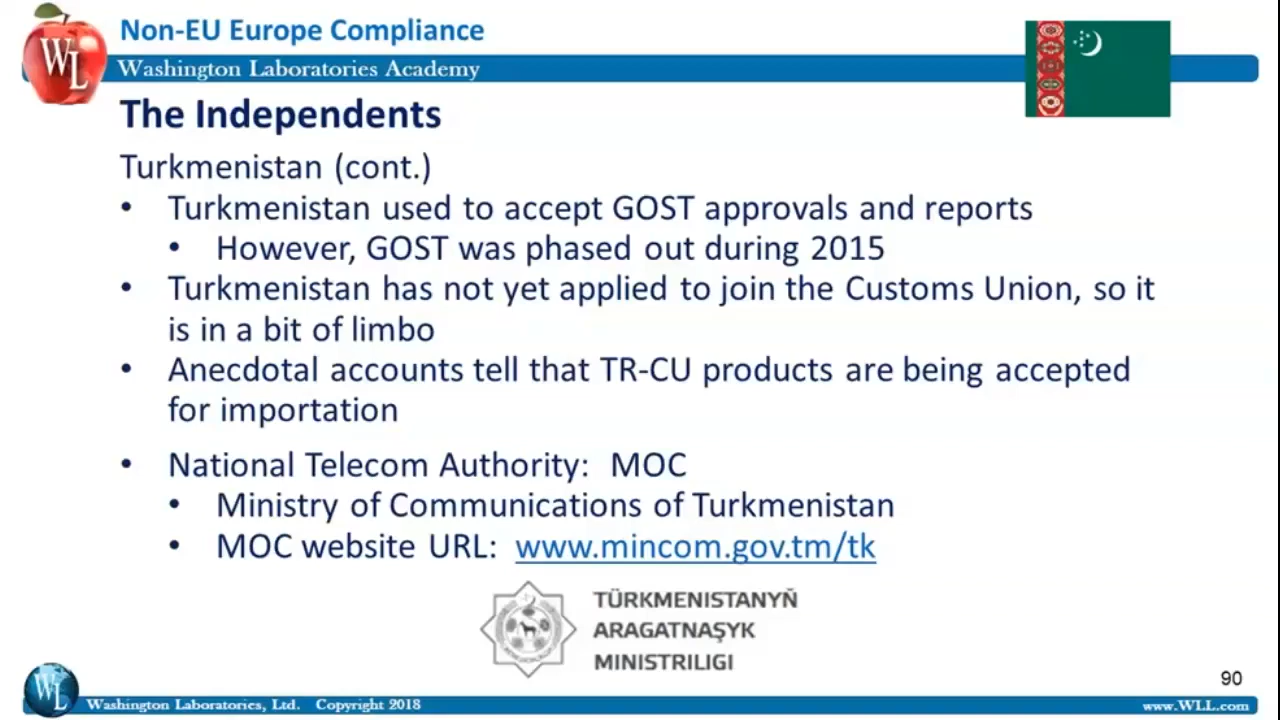 Non-EU Europe Compliance
WL
Washington Laboratories Academy
The Independents
Turkmenistan (cont.)
• Turkmenistan used to accept GOST approvals and reports
• However, GOST was phased out during 2015
• Turkmenistan has not yet applied to join the Customs Union, so it
is in a bit of limbo
• Anecdotal accounts tell that TR-CU products are being accepted
for importation
• National Telecom Authority: MOC
• Ministry of Communications of Turkmenistan
• MOC website URL: www.mincom.gov.tm/tk
TÜRKMENISTANYŇ
ARAGATNAŞYK
MINISTRILIGI
90
WL
Washington Laboratories, Ltd. Copyright 2018
www.WLL.com